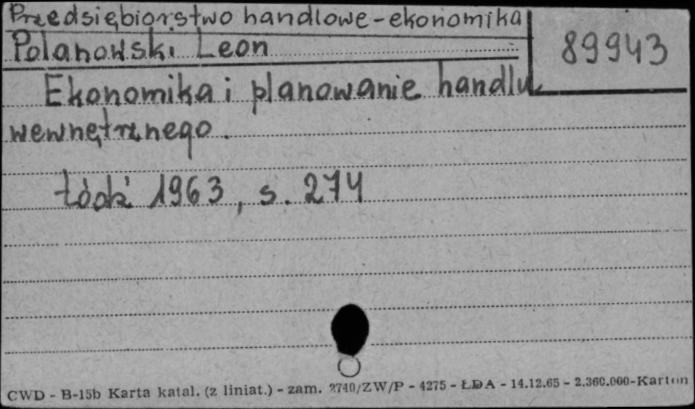 Przedsiębiorstwo handlowe-ekonomika
89943
Polanowski Leon
Ekonomika i planowanie handlu
wewnętrznego.
Łódź 1963, s. 274
CWD - B-15b Karta katal. (z liniat.) - zam. 2740/ZW/P - 4275 - ŁDA - 14.12.65 - 2.360.000-Karton